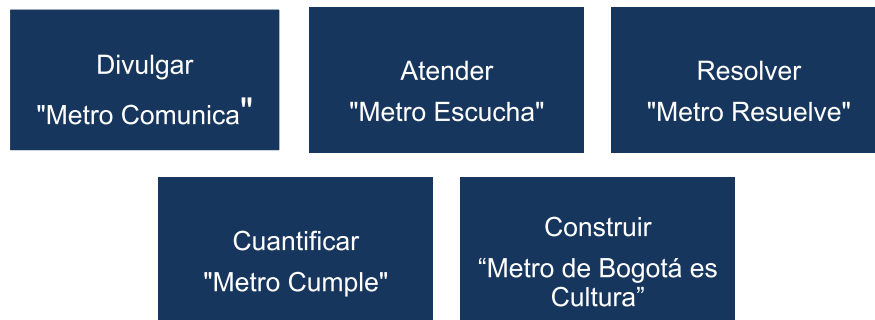 Divulgar
"Metro Comunica"
Atender
"Metro Escucha"
Resolver
"Metro Resuelve"
Cuantificar
"Metro Cumple"
Construir
“Metro de Bogotá es
Cultura”